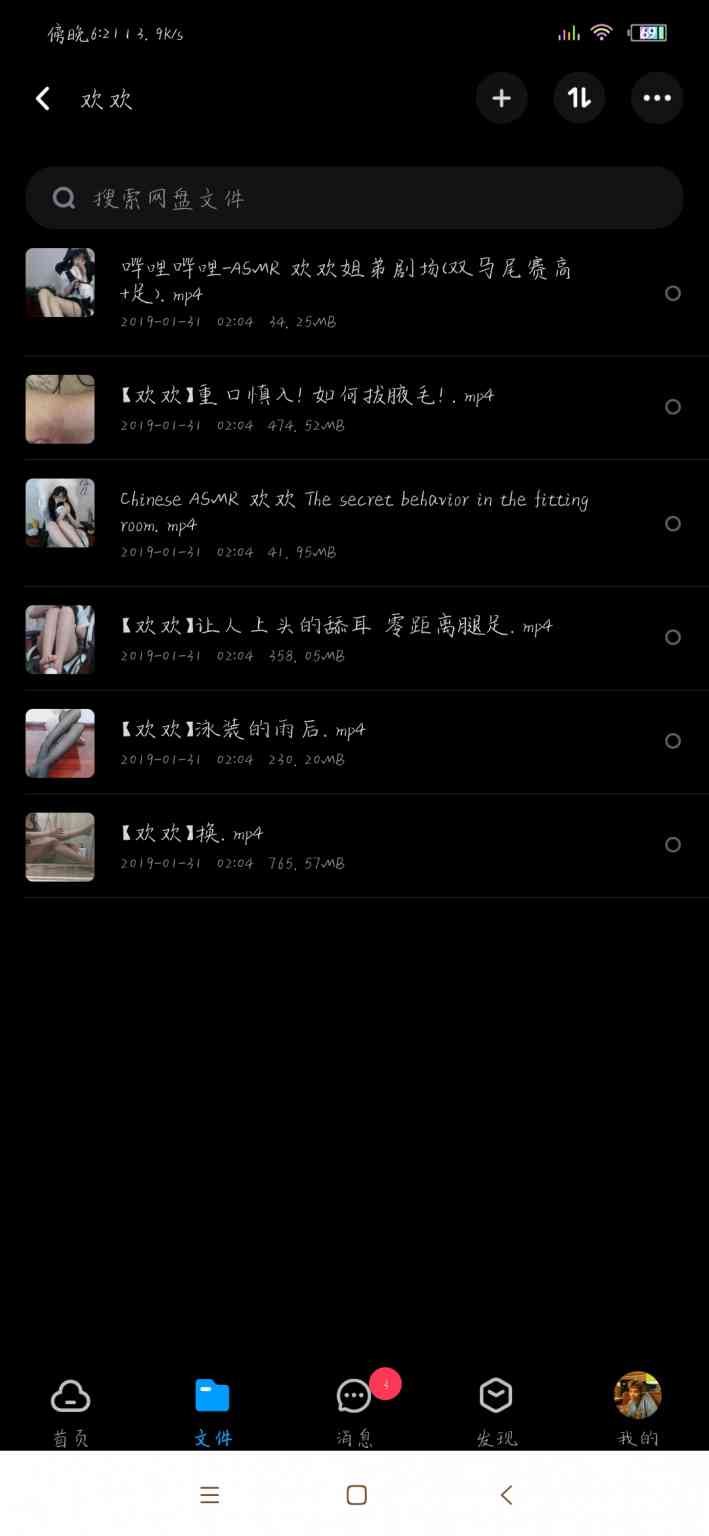 傍晚6:21 | 3.9K/s
69
欢欢
搜索网盘文件
哔哩哔哩-ASMR 欢欢姐弟剧场(双马尾赛高
+足).mp4
2019-01-31 02:04 34.25MB
【欢欢】重口慎入！如何拔腋毛！.mp4
2019-01-31 02:04 474.52MB
Chinese ASMR 欢欢 The secret behavior in the fitting
room.mp4
2019-01-31 02:04 41.95MB
【欢欢】让人上头的舔耳 零距离腿足.mp4
2019-01-31 02:04 358.05MB
【欢欢】泳装的雨后.mp4
2019-01-31 02:04 230.20MB
【欢欢】换.mp4
2019-01-31 02:04 765.57MB
首页 文件 消息 发现 我的